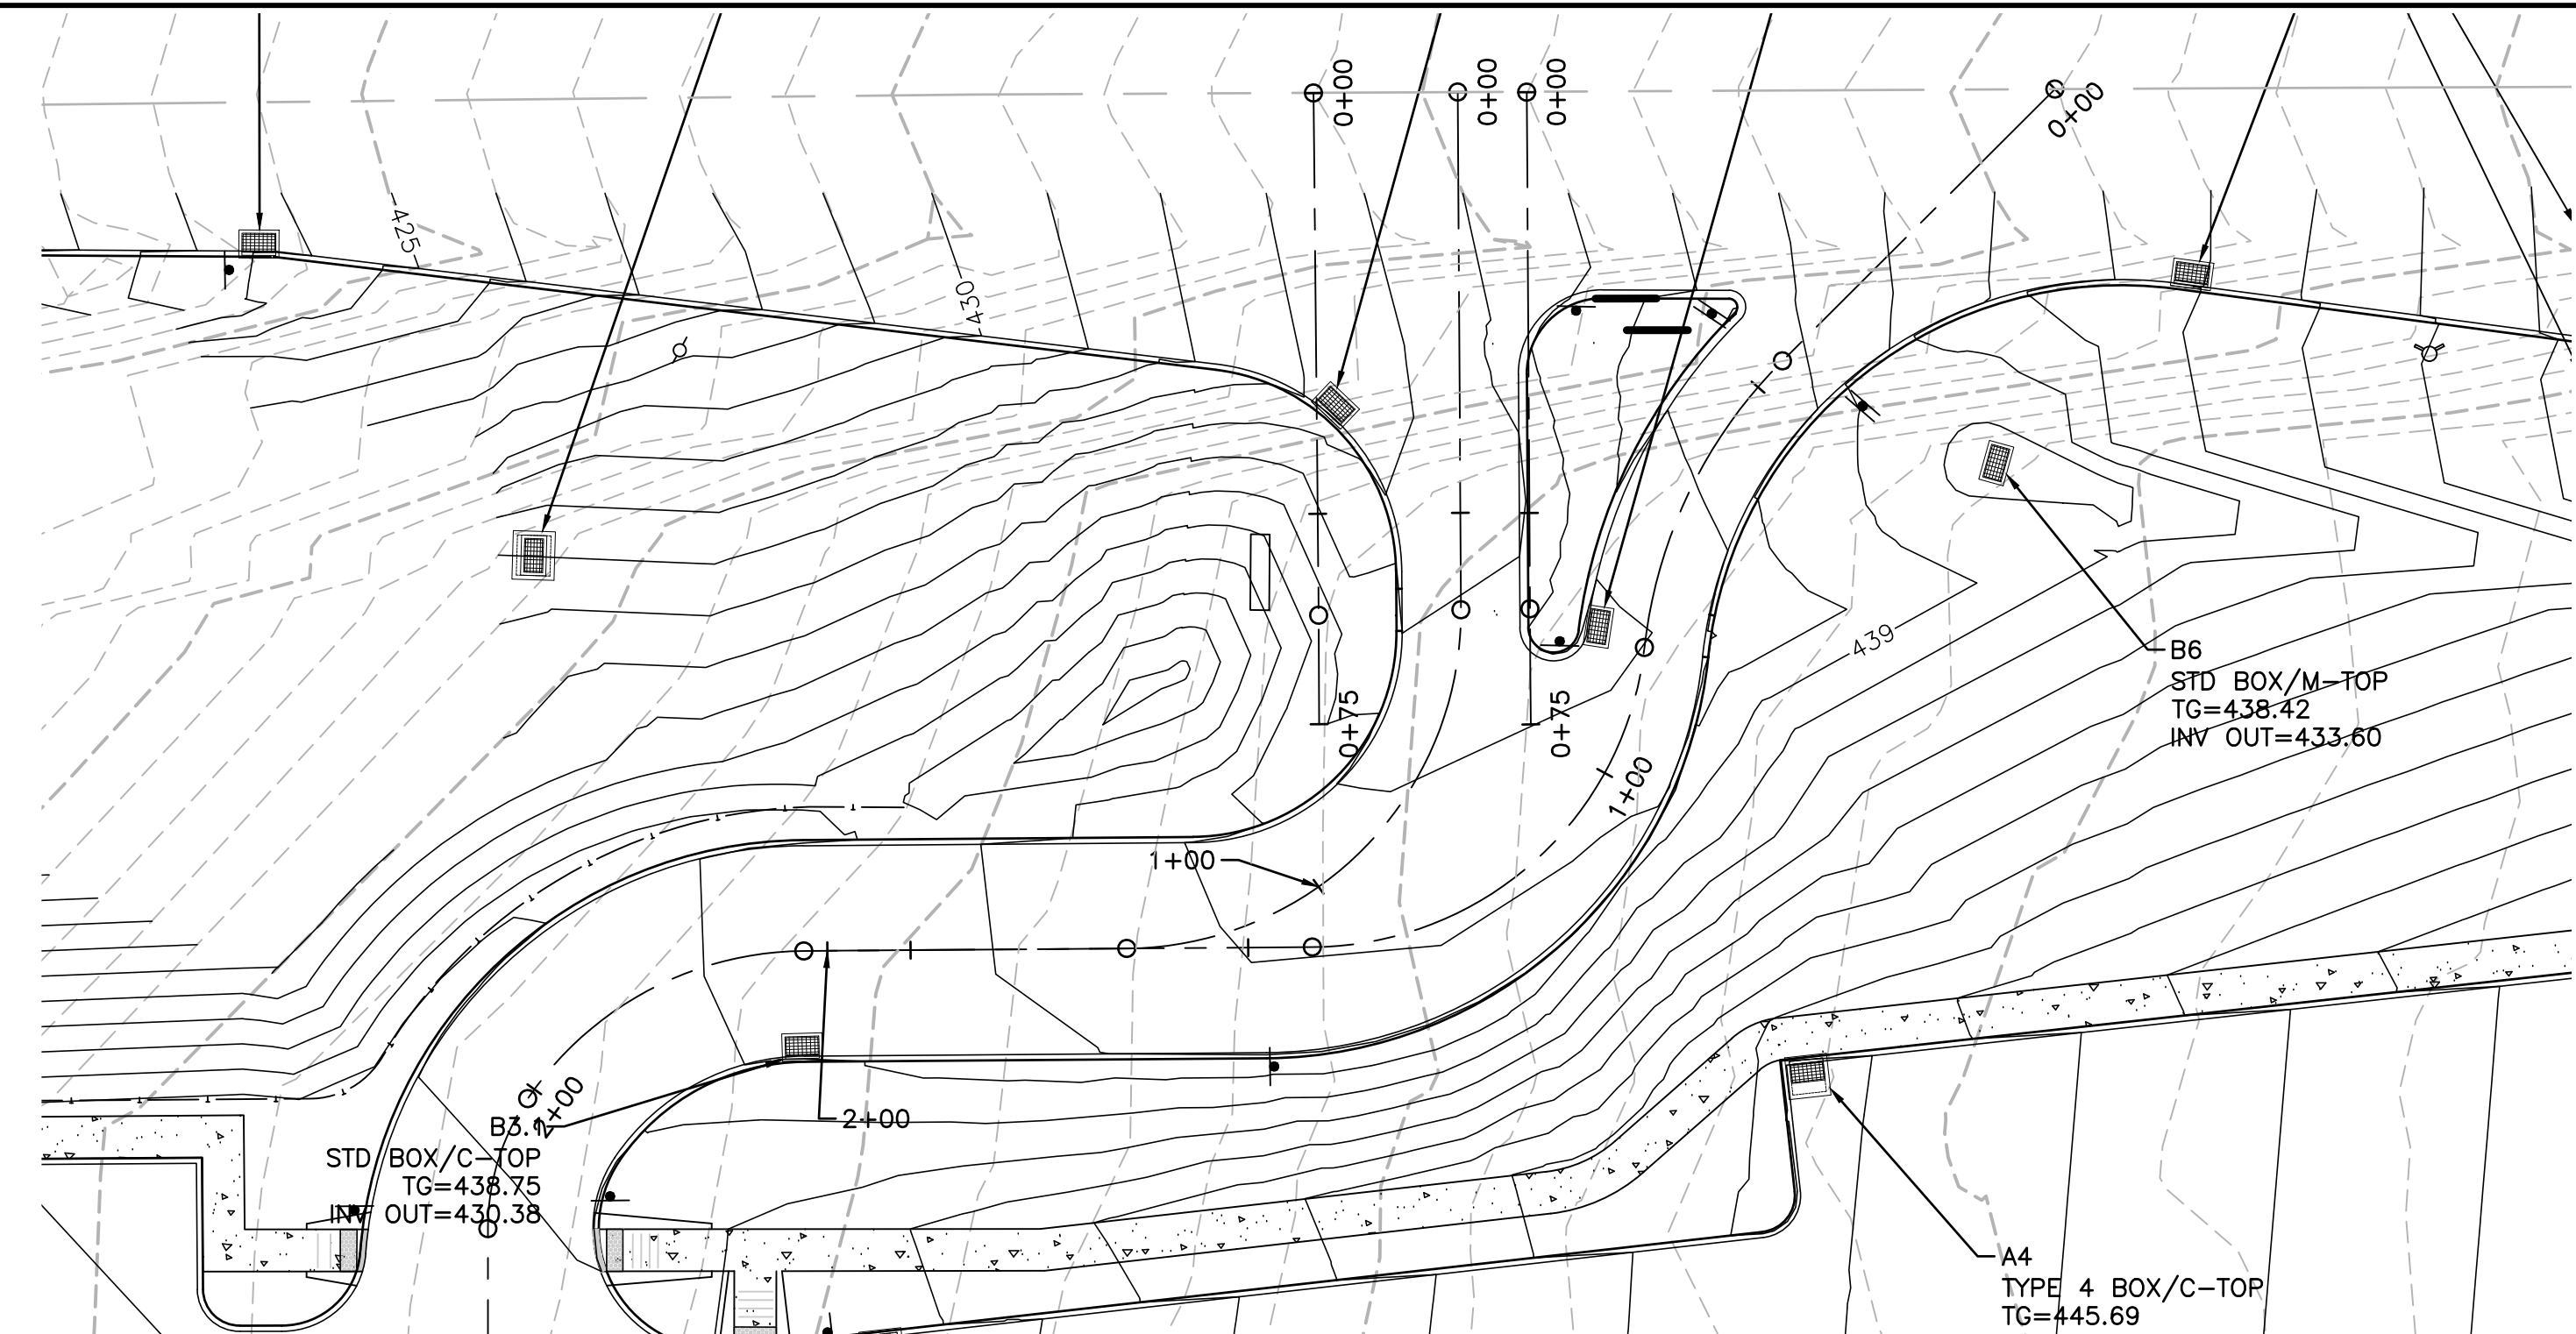 0+00
0+00
0+00
0+00
425
430
439
B6
STD BOX/M-TOP
TG=438.42
INV OUT=433.60
0+75
0+75
1+00
1+00
2+00
B3.1
STD BOX/C-TOP
TG=438.75
INV OUT=430.38
A4
TYPE 4 BOX/C-TOP
TG=445.69